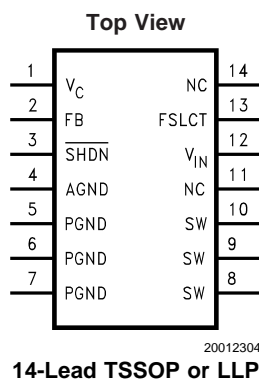 Top View
1 V_C NC 14
2 FB FSLCT 13
3 S̅H̅D̅N̅ V_IN 12
4 AGND NC 11
5 PGND SW 10
6 PGND SW 9
7 PGND SW 8
20012304
14-Lead TSSOP or LLP